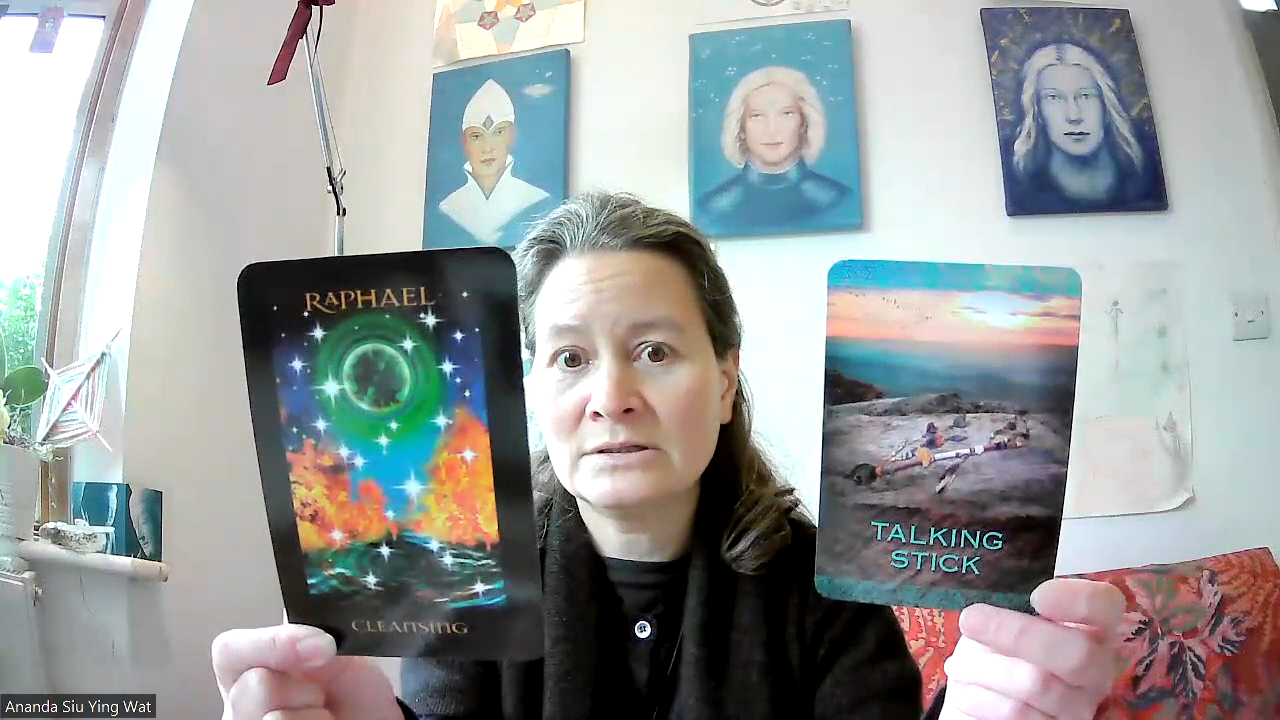 RAPHAEL
CLEANSING
TALKING
STICK
Ananda Siu Ying Wat